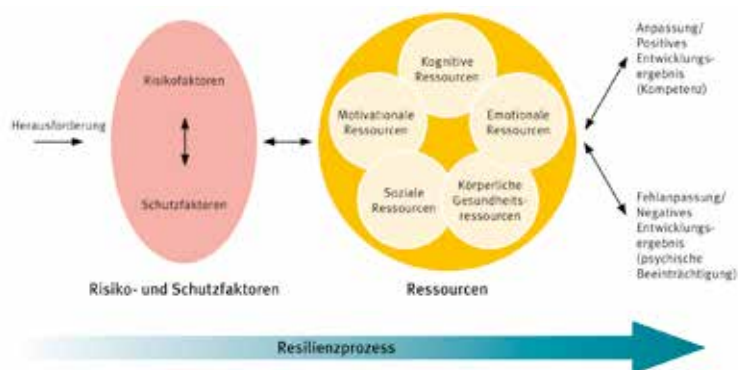 Herausforderung
Risikofaktoren
Schutzfaktoren
Risiko- und Schutzfaktoren
Kognitive
Ressourcen
Motivationale
Ressourcen
Emotionale
Ressourcen
Soziale
Ressourcen
Körperliche
Gesundheits-
ressourcen
Ressourcen
Anpassung/
Positives
Entwicklungs-
ergebnis
(Kompetenz)
Fehlanpassung/
Negatives
Entwicklungs-
ergebnis
(psychische
Beeinträchtigung)
Resilienzprozess